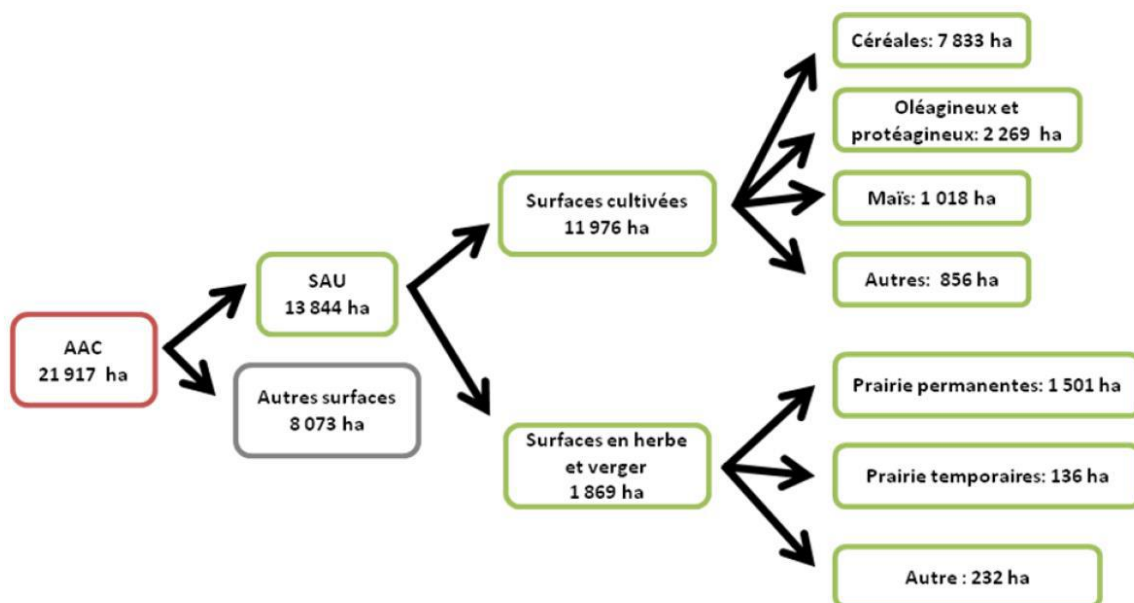 AAC
21 917 ha
SAU
13 844 ha
Autres surfaces
8 073 ha
Surfaces cultivées
11 976 ha
Surfaces en herbe
et verger
1 869 ha
Céréales: 7 833 ha
Oléagineux et
protéagineux: 2 269 ha
Maïs: 1 018 ha
Autres: 856 ha
Prairie permanentes: 1 501 ha
Prairie temporaires: 136 ha
Autre : 232 ha